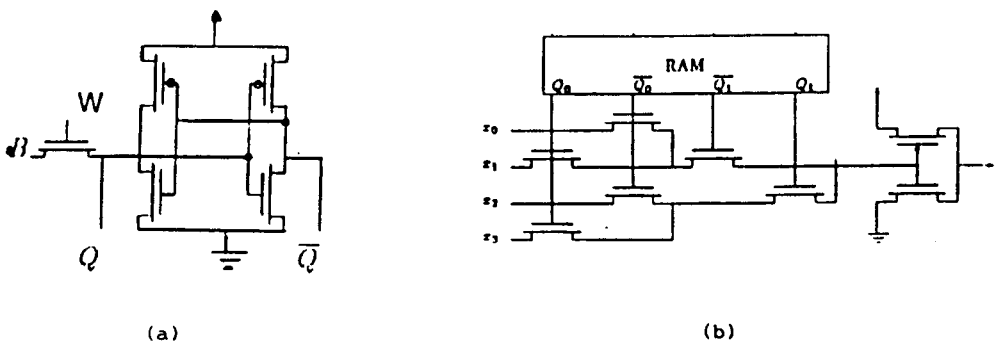 W
Q
Q̅
(a)
RAM
Q₀ Q̅₀ Q̅₁ Q₁
x₀
x₁
x₂
x₃
(b)